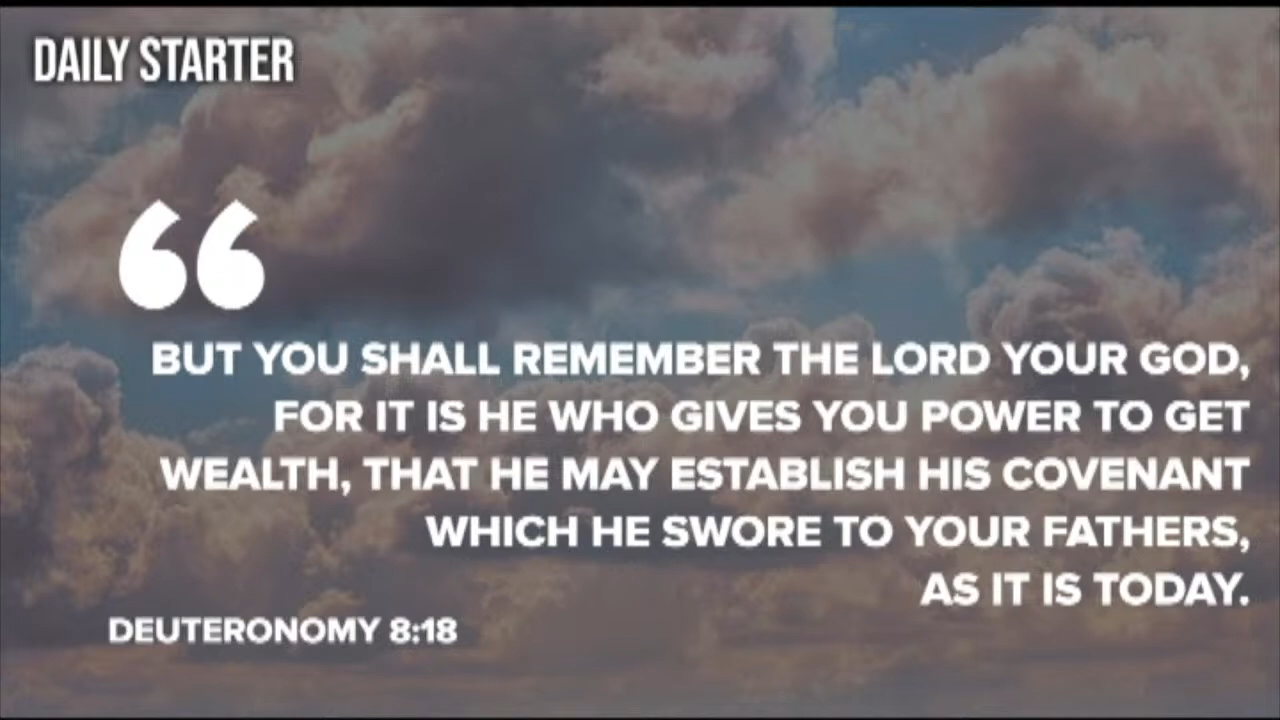 DAILY STARTER
“
BUT YOU SHALL REMEMBER THE LORD YOUR GOD,
FOR IT IS HE WHO GIVES YOU POWER TO GET
WEALTH, THAT HE MAY ESTABLISH HIS COVENANT
WHICH HE SWORE TO YOUR FATHERS,
AS IT IS TODAY.
DEUTERONOMY 8:18